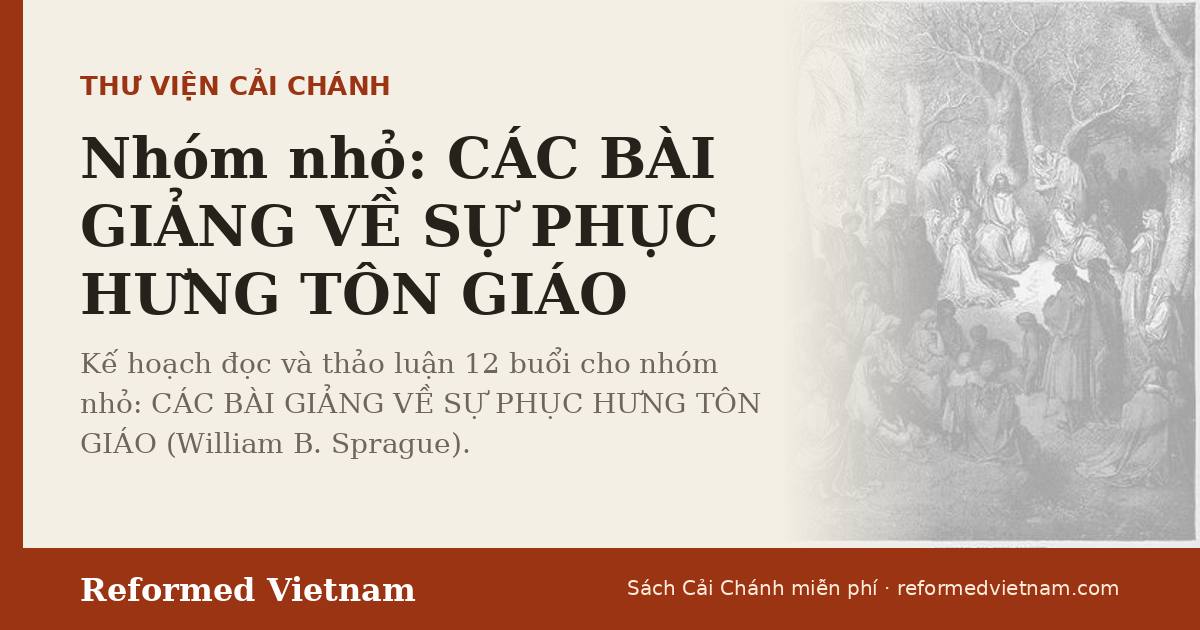 THƯ VIỆN CẢI CHÁNH
Nhóm nhỏ: CÁC BÀI
GIẢNG VỀ SỰ PHỤC
HƯNG TÔN GIÁO
Kế hoạch đọc và thảo luận 12 buổi cho nhóm
nhỏ: CÁC BÀI GIẢNG VỀ SỰ PHỤC HƯNG TÔN
GIÁO (William B. Sprague).
Reformed Vietnam
Sách Cải Chánh miễn phí · reformedvietnam.com